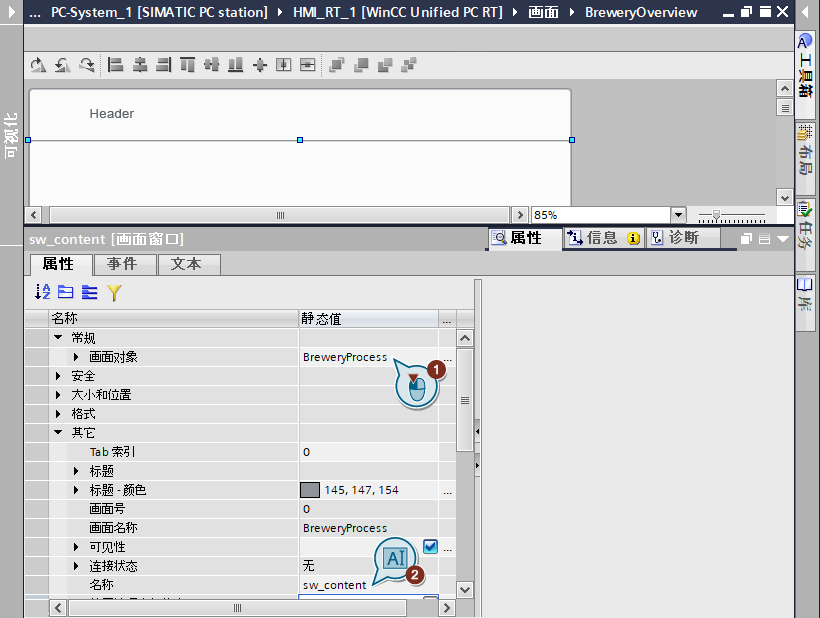 ... PC-System_1 [SIMATIC PC station] HMI_RT_1 [WinCC Unified PC RT] 画面 BreweryOverview
可视化
工具箱
布局
任务
库
Header
85%
sw_content [画面窗口]
属性 信息 诊断
属性 事件 文本
名称 静态值 ...
常规
画面对象 BreweryProcess ...
1
安全
大小和位置
格式
其它
Tab 索引 0
标题
标题 - 颜色 145, 147, 154 ...
画面号 0
画面名称 BreweryProcess
可见性 ...
连接状态 无
AI
2
名称 sw_content